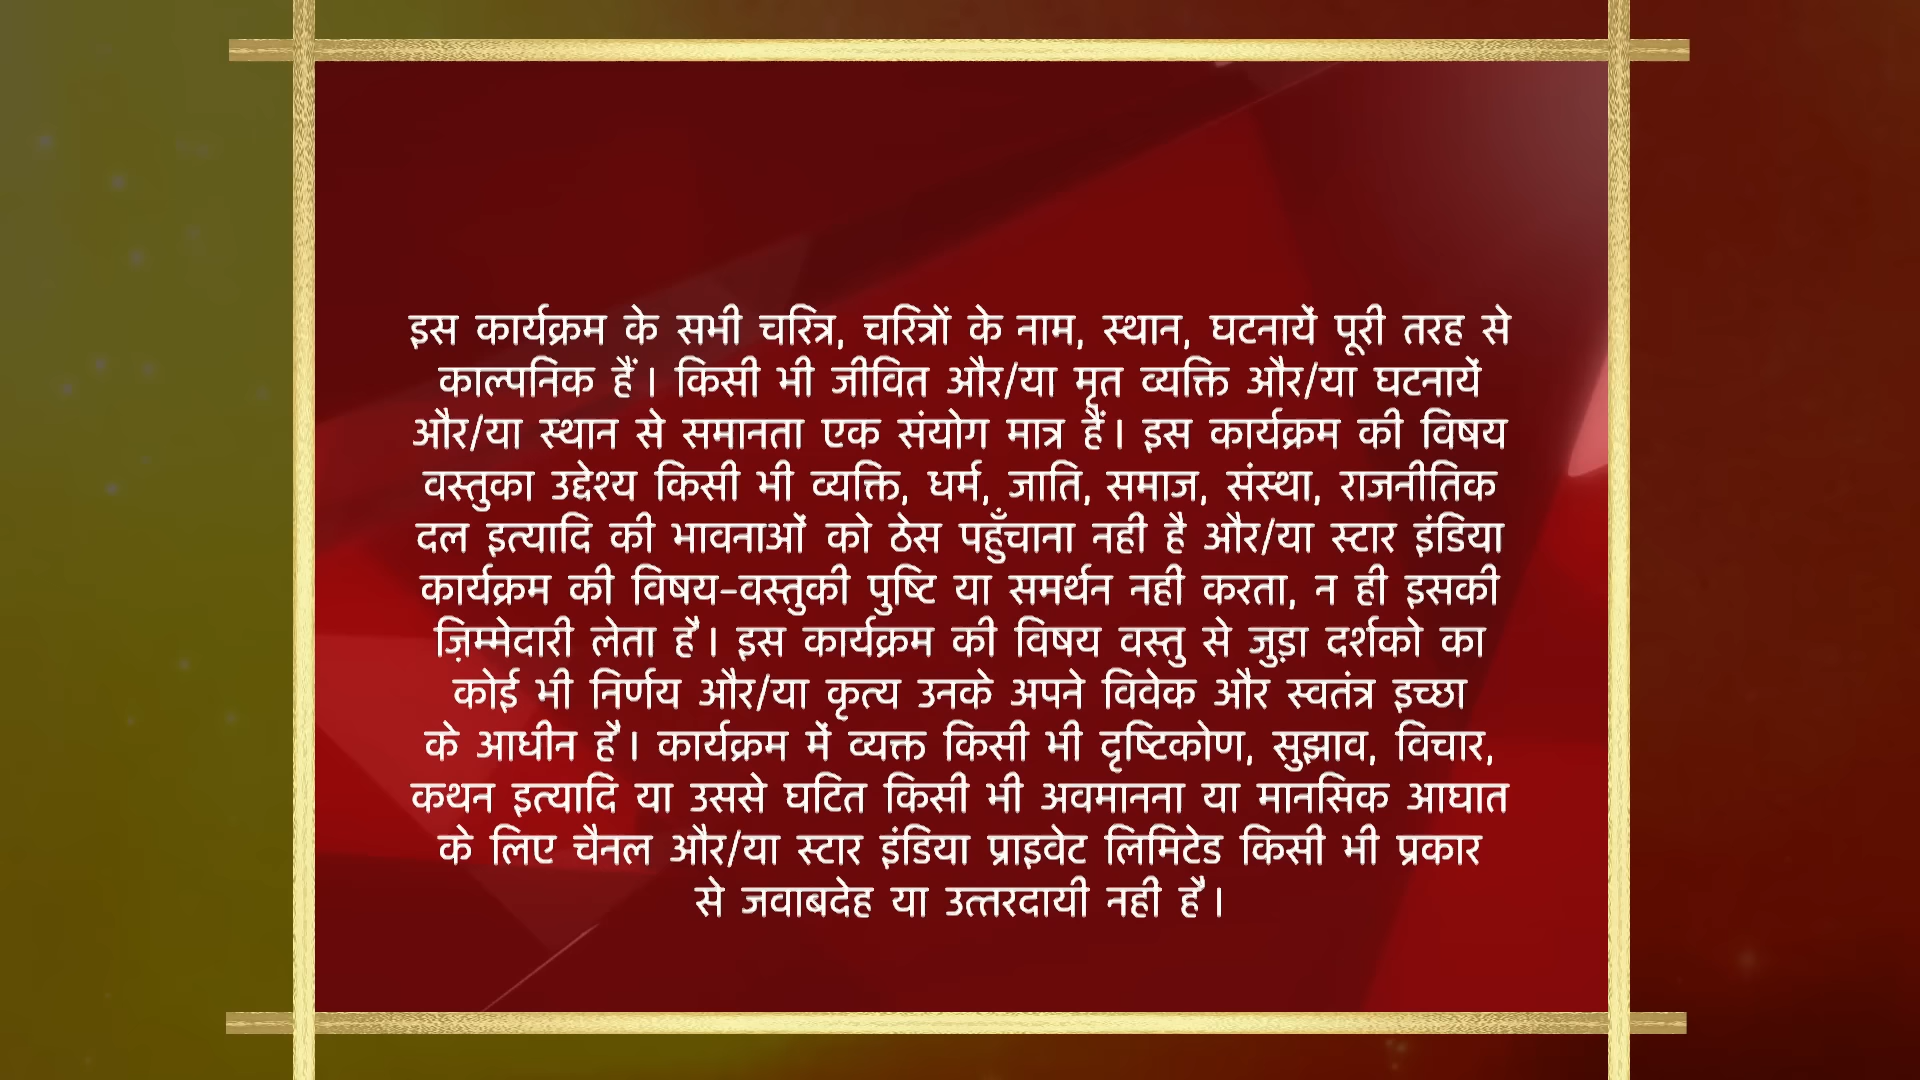 इस कार्यक्रम के सभी चरित्र, चरित्रों के नाम, स्थान, घटनायें पूरी तरह से
काल्पनिक हैं। किसी भी जीवित और/या मृत व्यक्ति और/या घटनायें
और/या स्थान से समानता एक संयोग मात्र हैं। इस कार्यक्रम की विषय
वस्तुका उद्देश्य किसी भी व्यक्ति, धर्म, जाति, समाज, संस्था, राजनीतिक
दल इत्यादि की भावनाओं को ठेस पहुँचाना नही है और/या स्टार इंडिया
कार्यक्रम की विषय-वस्तुकी पुष्टि या समर्थन नहीं करता, न ही इसकी
ज़िम्मेदारी लेता है। इस कार्यक्रम की विषय वस्तु से जुड़ा दर्शको का
कोई भी निर्णय और/या कृत्य उनके अपने विवेक और स्वतंत्र इच्छा
के आधीन है। कार्यक्रम में व्यक्त किसी भी दृष्टिकोण, सुझाव, विचार,
कथन इत्यादि या उससे घटित किसी भी अवमानना या मानसिक आघात
के लिए चैनल और/या स्टार इंडिया प्राइवेट लिमिटेड किसी भी प्रकार
से जवाबदेह या उत्तरदायी नही है।